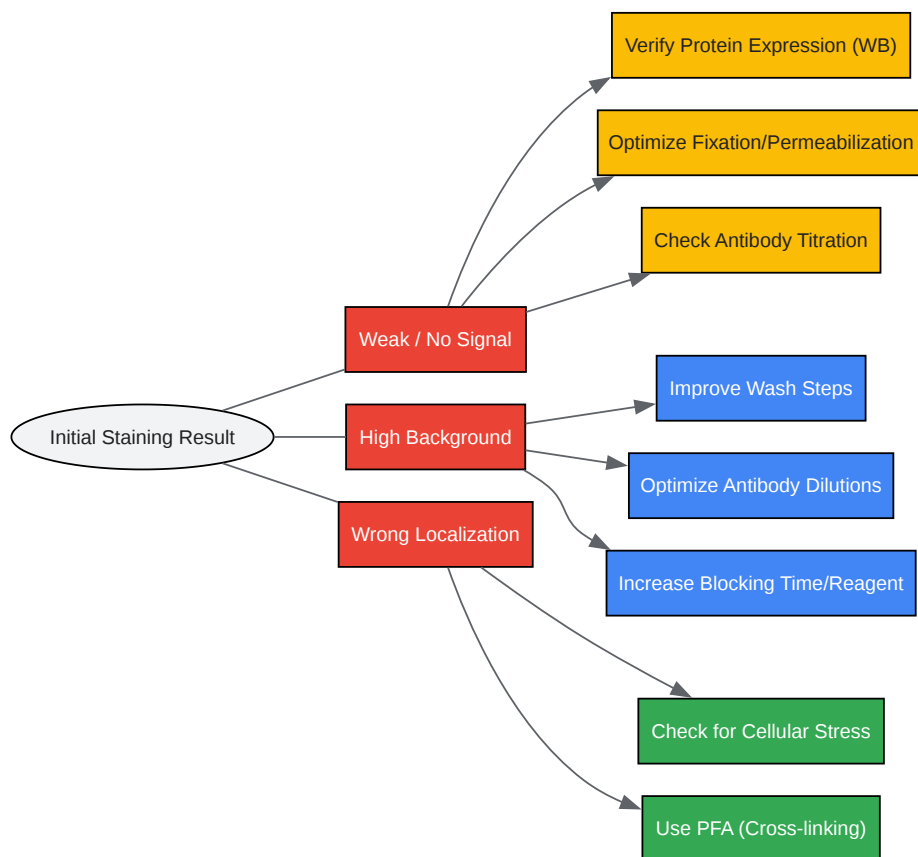 Verify Protein Expression (WB)
Optimize Fixation/Permeabilization
Check Antibody Titration
Weak / No Signal
Improve Wash Steps
Initial Staining Result
High Background
Optimize Antibody Dilutions
Wrong Localization
Increase Blocking Time/Reagent
Check for Cellular Stress
Use PFA (Cross-linking)